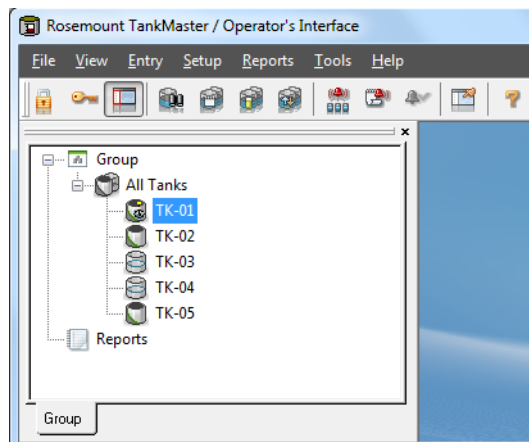 Rosemount TankMaster / Operator's Interface
File View Entry Setup Reports Tools Help
Group
All Tanks
TK-01
TK-02
TK-03
TK-04
TK-05
Reports
Group